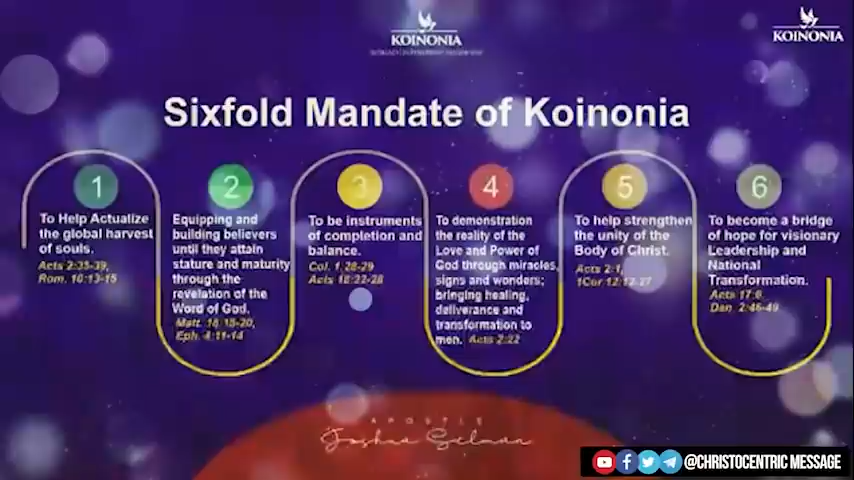 KOINONIA
KOINONIA
Sixfold Mandate of Koinonia
1
To Help Actualize
the global harvest
of souls.
Acts 2:35-39,
Rom. 10:13-15
2
Equipping and
building believers
until they attain
stature and maturity
through the
revelation of the
Word of God.
Matt. 16:15-20,
Eph. 4:11-14
3
To be instruments
of completion and
balance.
Col. 1:28-29
Acts 18:22-28
4
To demonstration
the reality of the
Love and Power of
God through miracles,
signs and wonders;
bringing healing,
deliverance and
transformation to
men. Acts 2:22
5
To help strengthen
the unity of the
Body of Christ.
Acts 2:1,
1Cor 12:12-27
6
To become a bridge
of hope for visionary
Leadership and
National
Transformation.
Acts 17:6
Dan. 2:46-49
APOSTLE
Joshua Selman
@CHRISTOCENTRIC MESSAGE